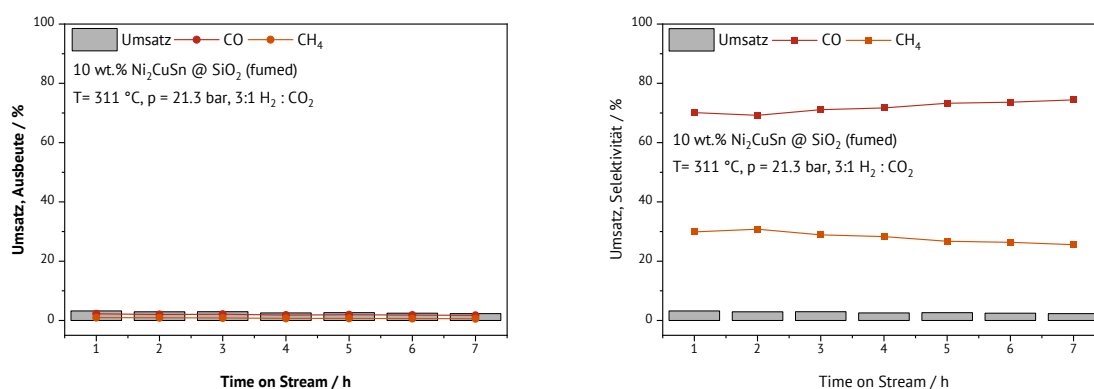 Umsatz CO CH₄
10 wt.% Ni₂CuSn @ SiO₂ (fumed)
T= 311 °C, p = 21.3 bar, 3:1 H₂ : CO₂
100
80
60
40
20
0
Umsatz, Ausbeute / %
1 2 3 4 5 6 7
Time on Stream / h
Umsatz CO CH₄
10 wt.% Ni₂CuSn @ SiO₂ (fumed)
T= 311 °C, p = 21.3 bar, 3:1 H₂ : CO₂
100
80
60
40
20
0
Umsatz, Selektivität / %
1 2 3 4 5 6 7
Time on Stream / h